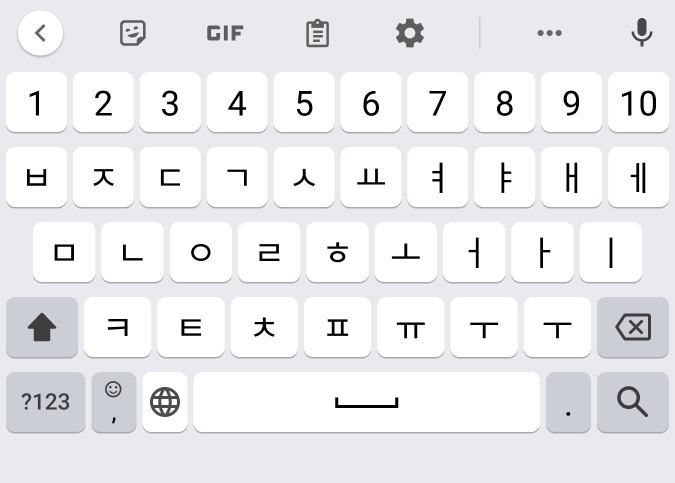 GIF
1 2 3 4 5 6 7 8 9 10
ㅂ ㅈ ㄷ ㄱ ㅅ ㅛ ㅕ ㅑ ㅐ ㅔ
ㅁ ㄴ ㅇ ㄹ ㅎ ㅗ ㅓ ㅏ ㅣ
ㅋ ㅌ ㅊ ㅍ ㅠ ㅜ ㅜ
?123 , .